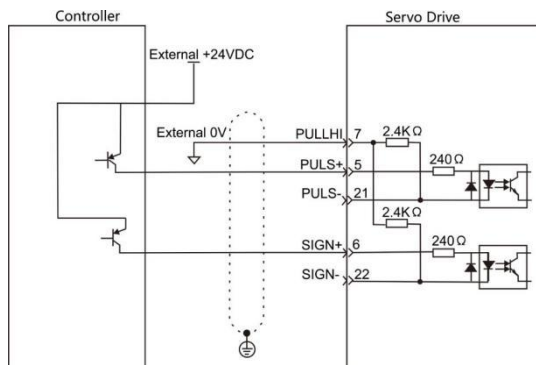 Controller
Servo Drive
External +24VDC
External 0V
PULLHI 7 2.4KΩ
PULS+ 5 240Ω
PULS- 21
2.4KΩ
SIGN+ 6 240Ω
SIGN- 22